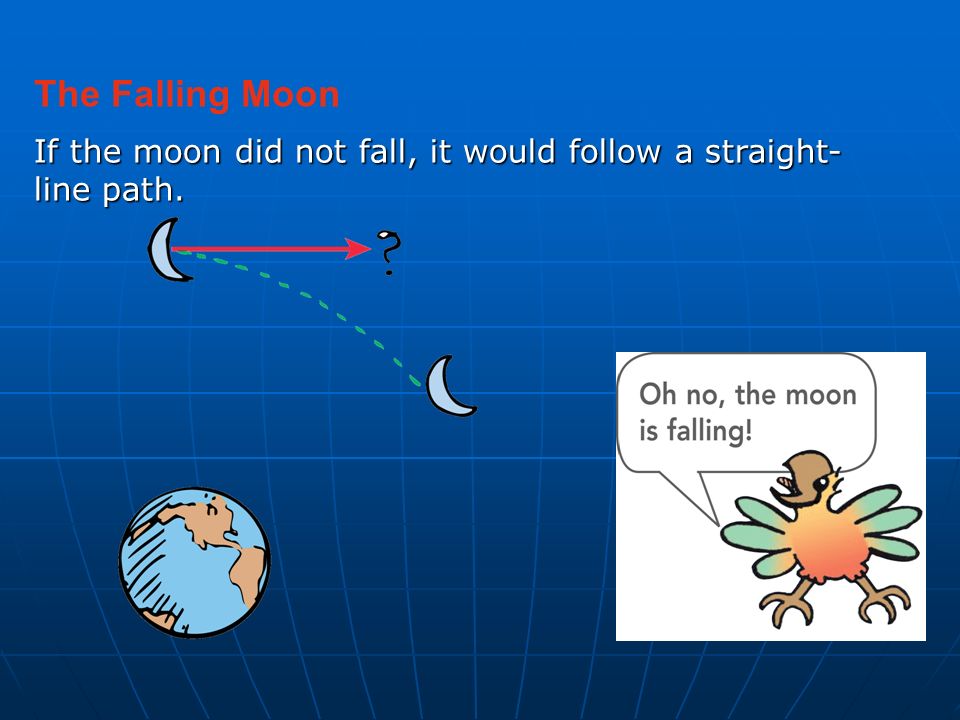 The Falling Moon
If the moon did not fall, it would follow a straight-
line path.
?
Oh no, the moon
is falling!